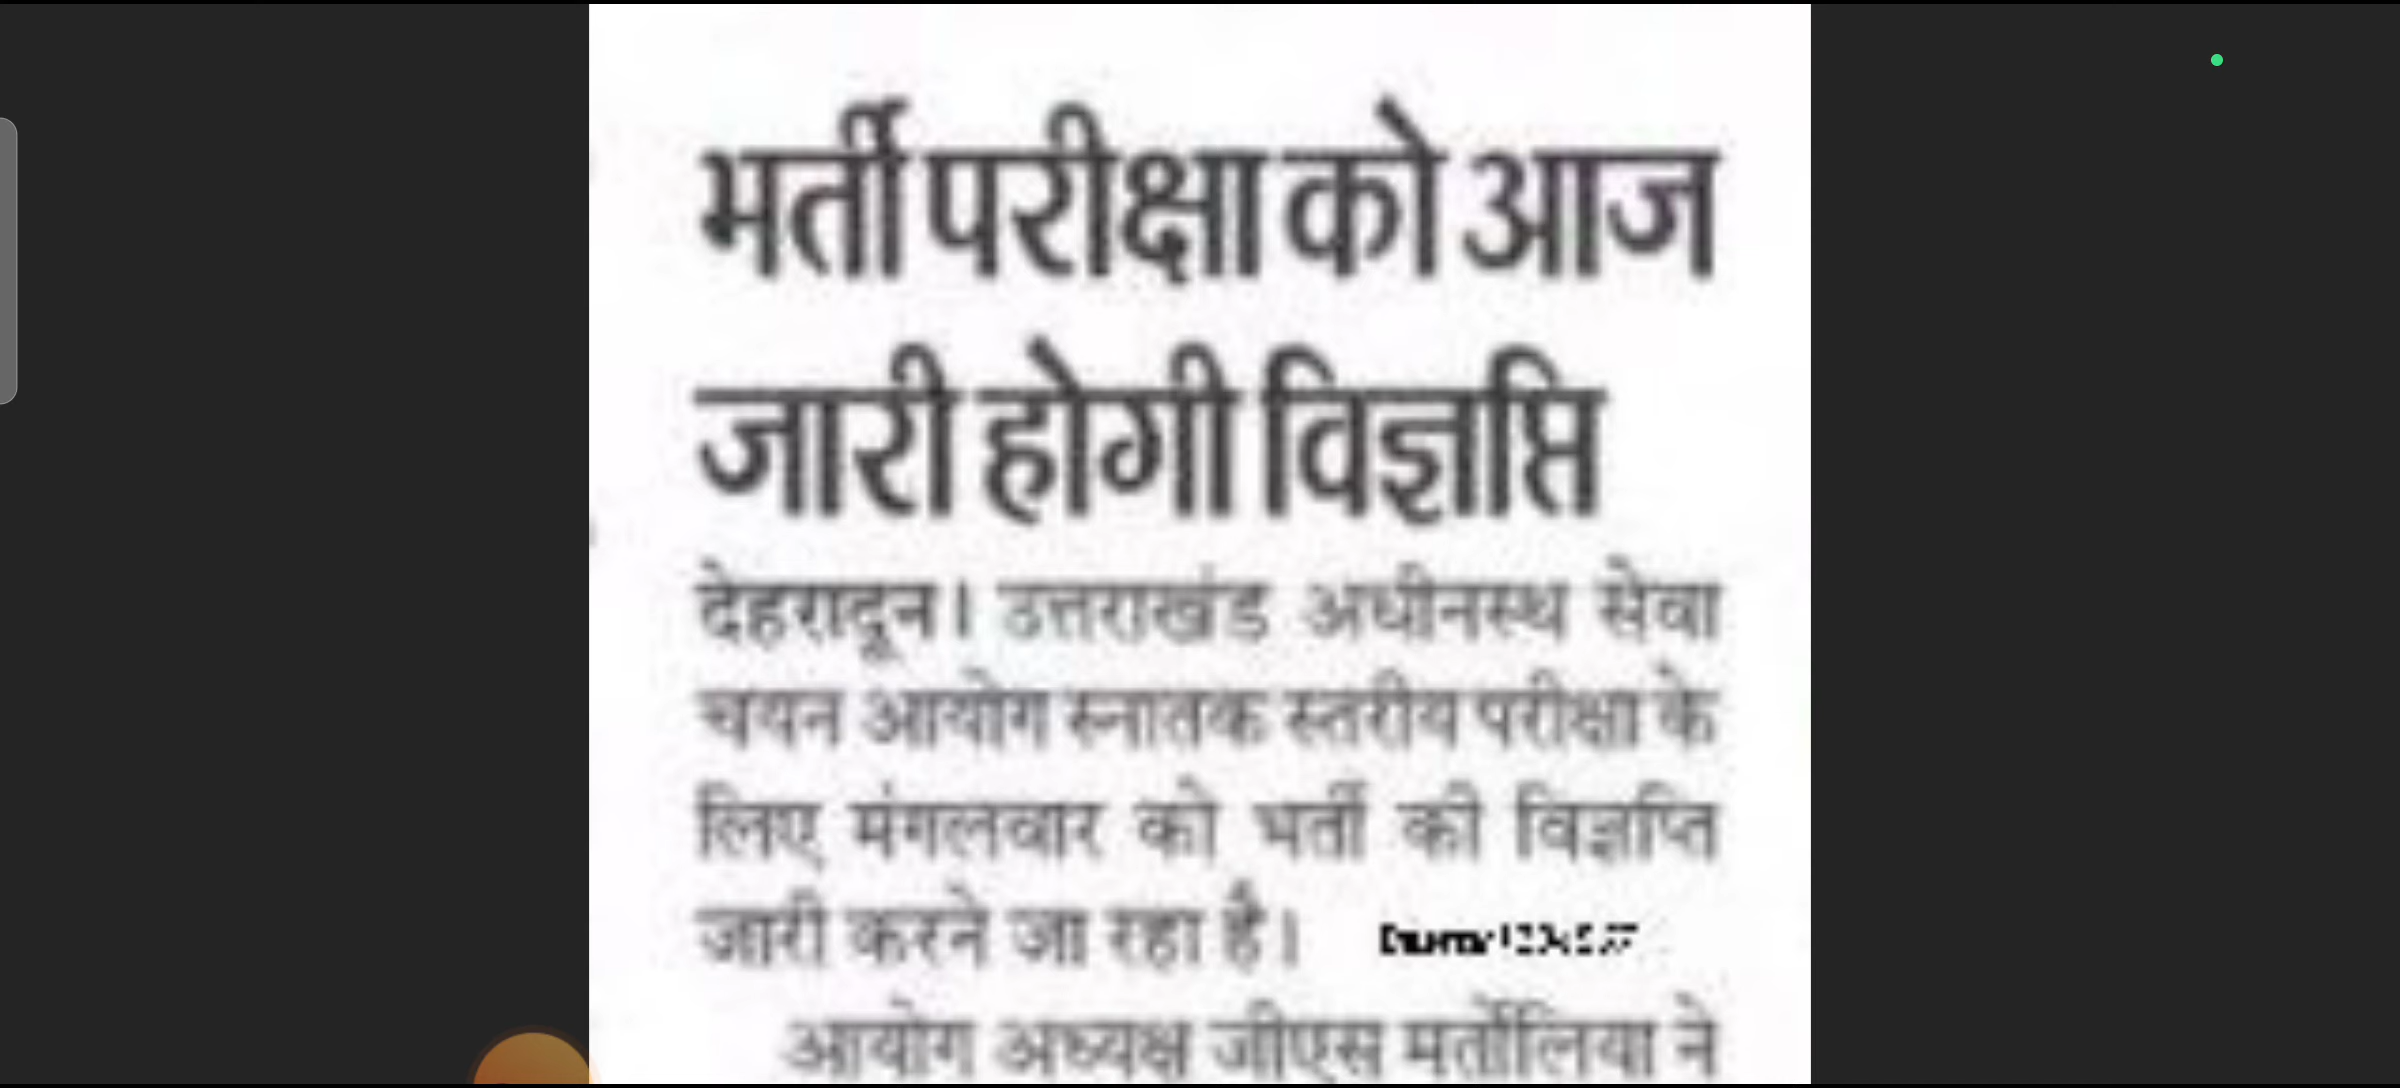 भर्ती परीक्षा को आज
जारी होगी विज्ञप्ति
देहरादून। उत्तराखंड अधीनस्थ सेवा
चयन आयोग स्नातक स्तरीय परीक्षा के
लिए मंगलवार को भर्ती की विज्ञप्ति
जारी करने जा रहा है।
आयोग अध्यक्ष जीएस मर्तोलिया ने